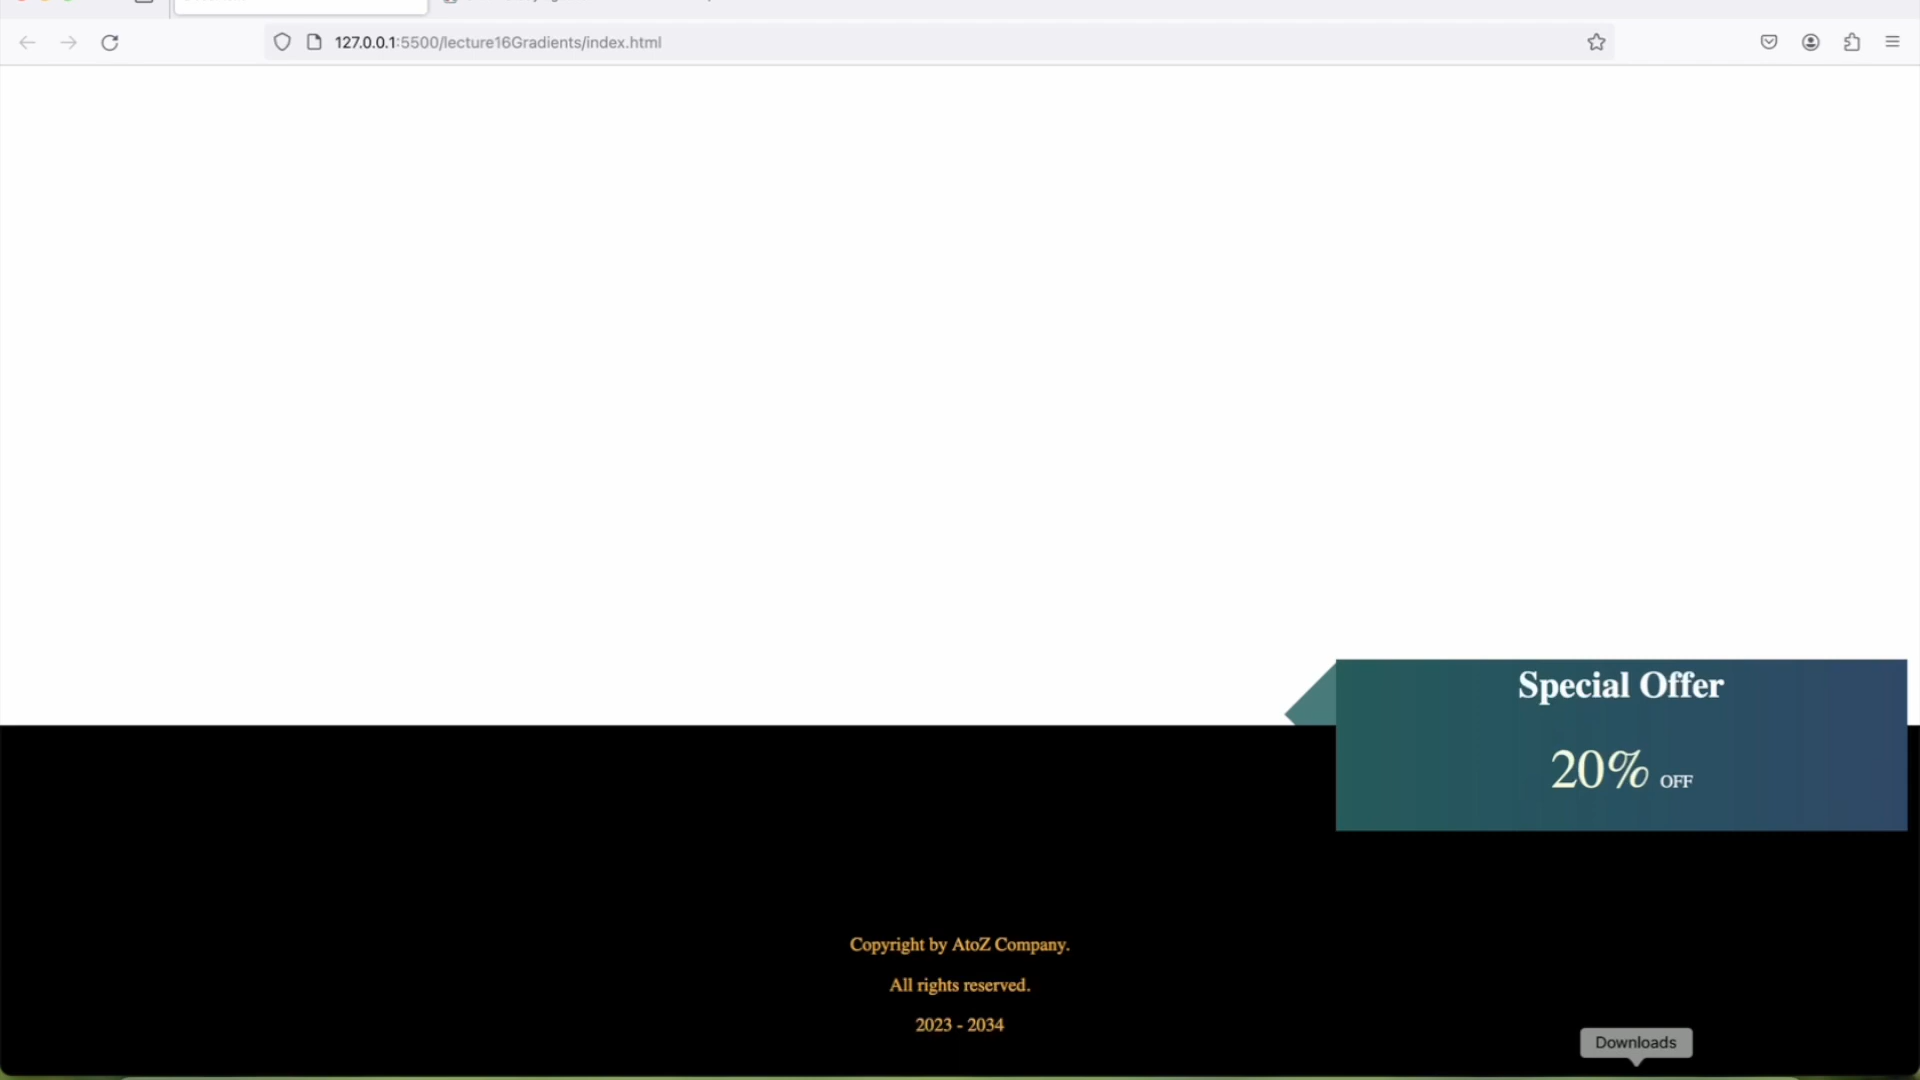 127.0.0.1:5500/lecture16Gradients/index.html
Special Offer
20% OFF
Copyright by AtoZ Company.
All rights reserved.
2023 - 2034
Downloads